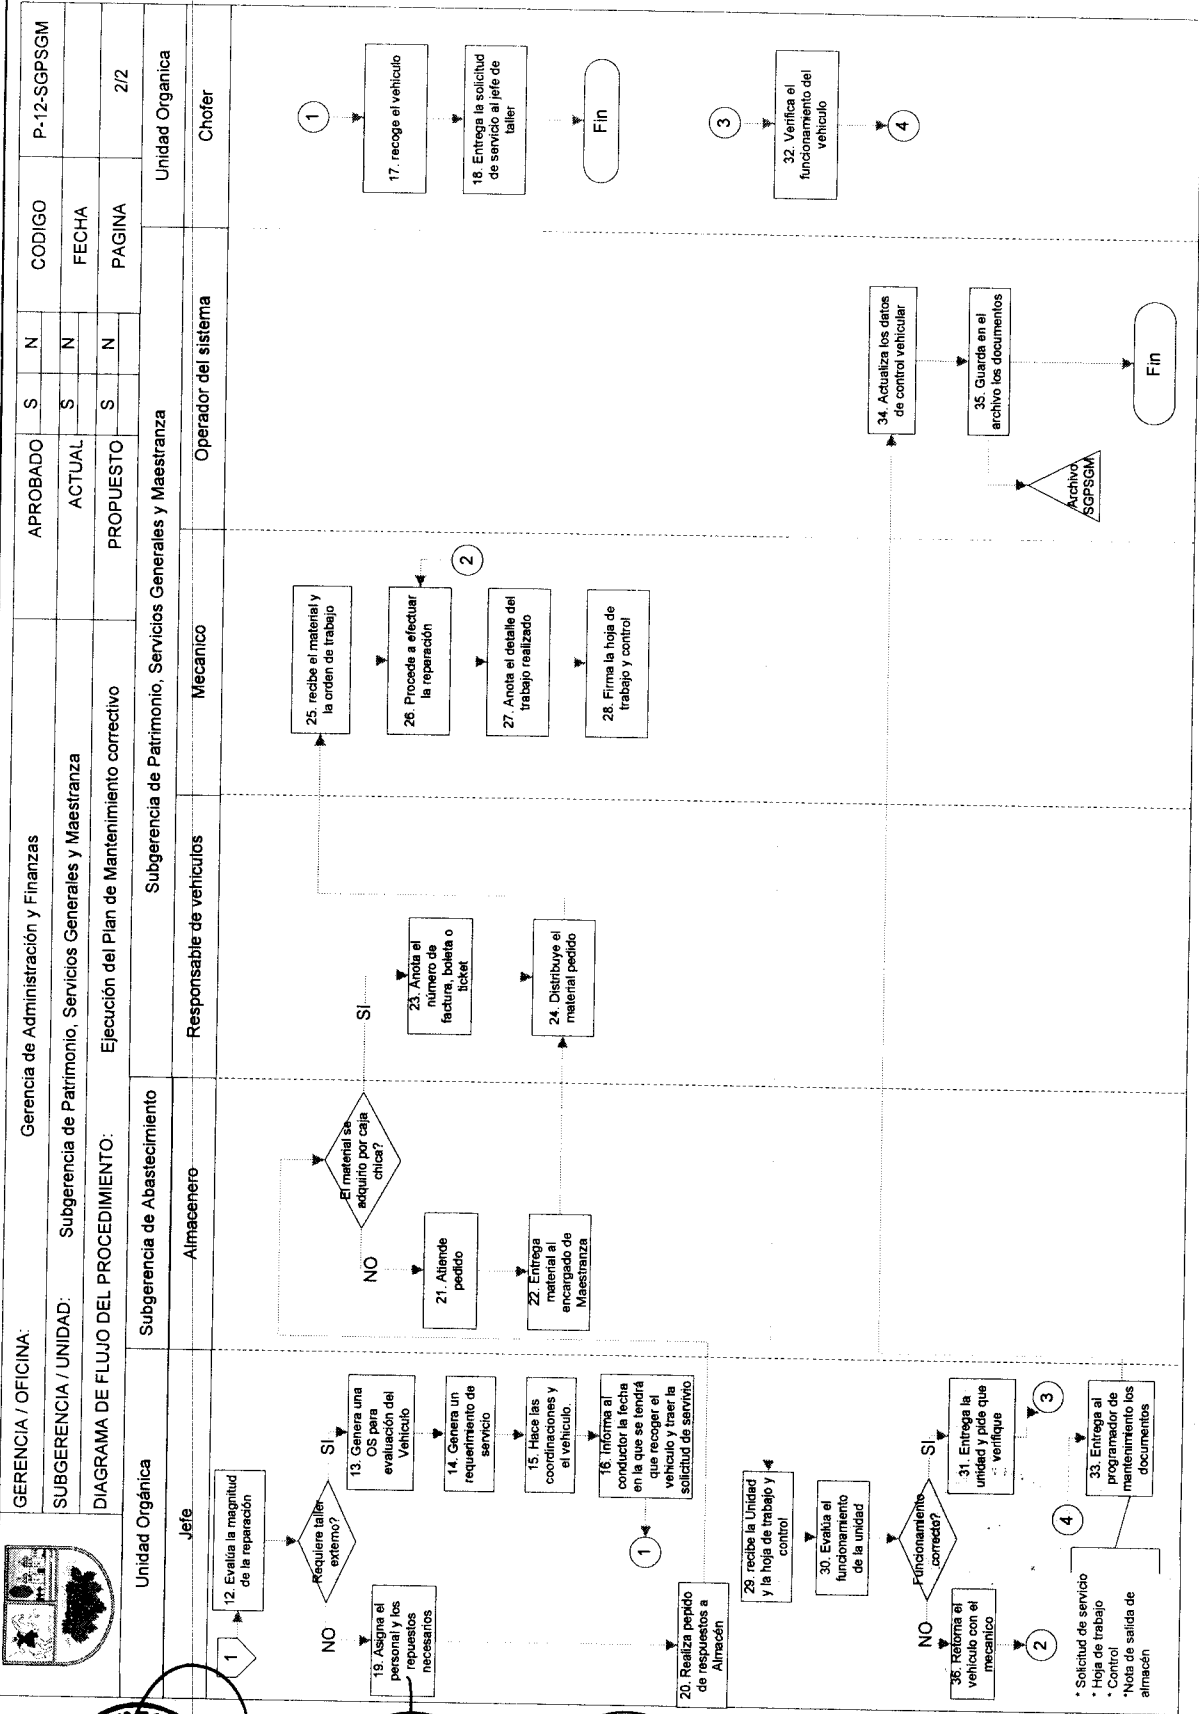 GERENCIA / OFICINA: Gerencia de Administración y Finanzas APROBADO S N CODIGO P-12-SGPSGM
SUBGERENCIA / UNIDAD: Subgerencia de Patrimonio, Servicios Generales y Maestranza ACTUAL S N FECHA
DIAGRAMA DE FLUJO DEL PROCEDIMIENTO: Ejecución del Plan de Mantenimiento correctivo PROPUESTO S N PAGINA 2/2
Unidad Orgánica
Subgerencia de Abastecimiento
Subgerencia de Patrimonio, Servicios Generales y Maestranza
Unidad Organica
Jefe
Almacenero
Responsable de vehiculos
Mecanico
Operador del sistema
Chofer
1
12. Evalúa la magnitud
de la reparación
Requiere taller
externo?
NO
SI
19. Asigna el
personal y los
repuestos
necesarios
13. Genera una
OS para
evaluación del
Vehiculo
14. Genera un
requerimiento de
servicio
15. Hace las
coordinaciones y
el vehículo.
16. Informa al
conductor la fecha
en la que se tendrá
que recoger el
vehículo y traer la
solicitud de servivio
1
20. Realiza pepido
de respuestos a
Almacén
29. recibe la Unidad
y la hoja de trabajo y
control
30. Evalúa el
funcionamiento
de la unidad
Funcionamiento
correcto?
NO
SI
36. Retorna el
vehículo con el
mecanico
2
31. Entrega la
unidad y pide que
verifique
3
4
33. Entrega al
programador de
mantenimiento los
documentos
* Solicitud de servicio
* Hoja de trabajo
* Control
*Nota de salida de
almacén
El material se
adquirio por caja
chica?
NO
SI
21. Atiende
pedido
22. Entrega
material al
encargado de
Maestranza
23. Anota el
número de
factura, boleta o
ticket
24. Distribuye el
material pedido
25. recibe el material y
la orden de trabajo
26. Procede a efectuar
la reparación
2
27. Anota el detalle del
trabajo realizado
28. Firma la hoja de
trabajo y control
34. Actualiza los datos
de control vehicular
35. Guarda en el
archivo los documentos
Archivo
SGPSGM
Fin
1
17. recoge el vehículo
18. Entrega la solicitud
de servicio al jefe de
taller
Fin
3
32. Verifica el
funcionamiento del
vehículo
4